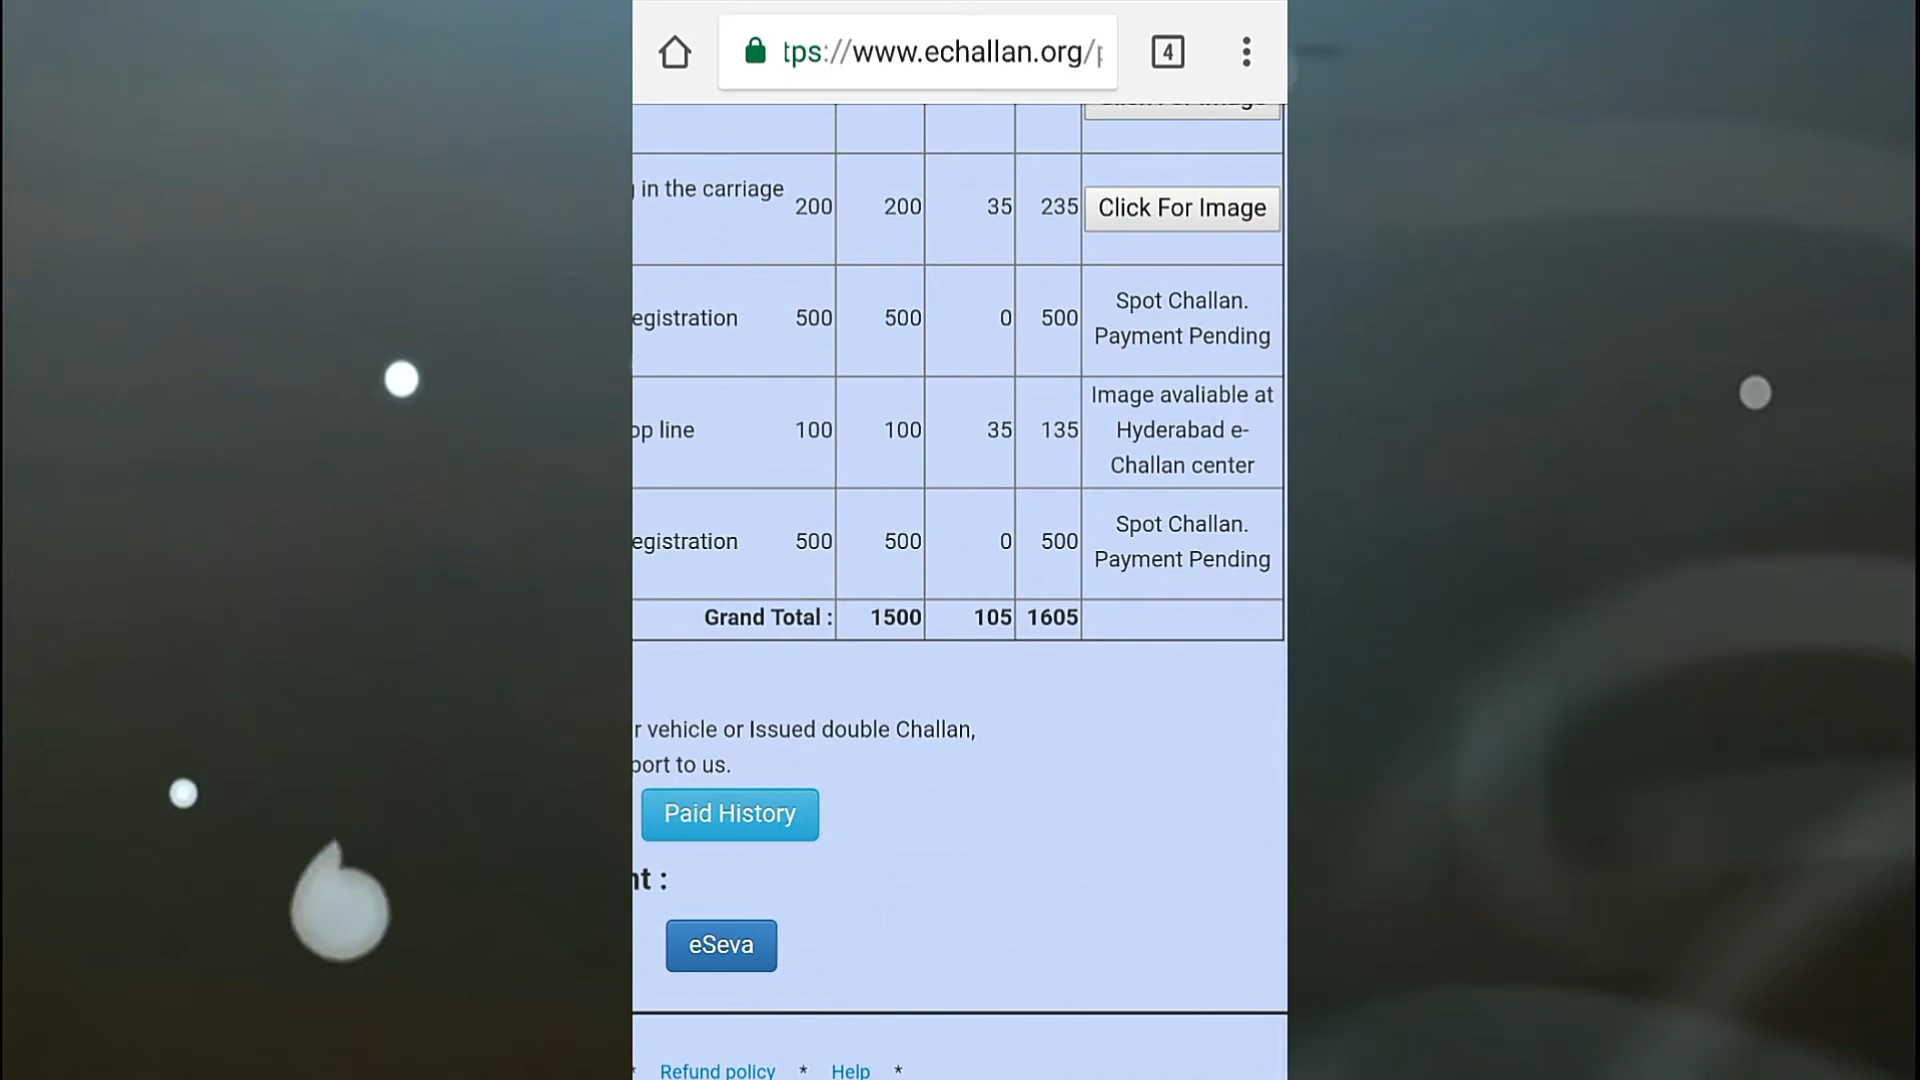 tps://www.echallan.org/
4
in the carriage
200 200 35 235 Click For Image
egistration 500 500 0 500 Spot Challan.
Payment Pending
op line 100 100 35 135 Image avaliable at
Hyderabad e-
Challan center
egistration 500 500 0 500 Spot Challan.
Payment Pending
Grand Total : 1500 105 1605
r vehicle or Issued double Challan,
port to us.
Paid History
nt :
eSeva
* Refund policy * Help *